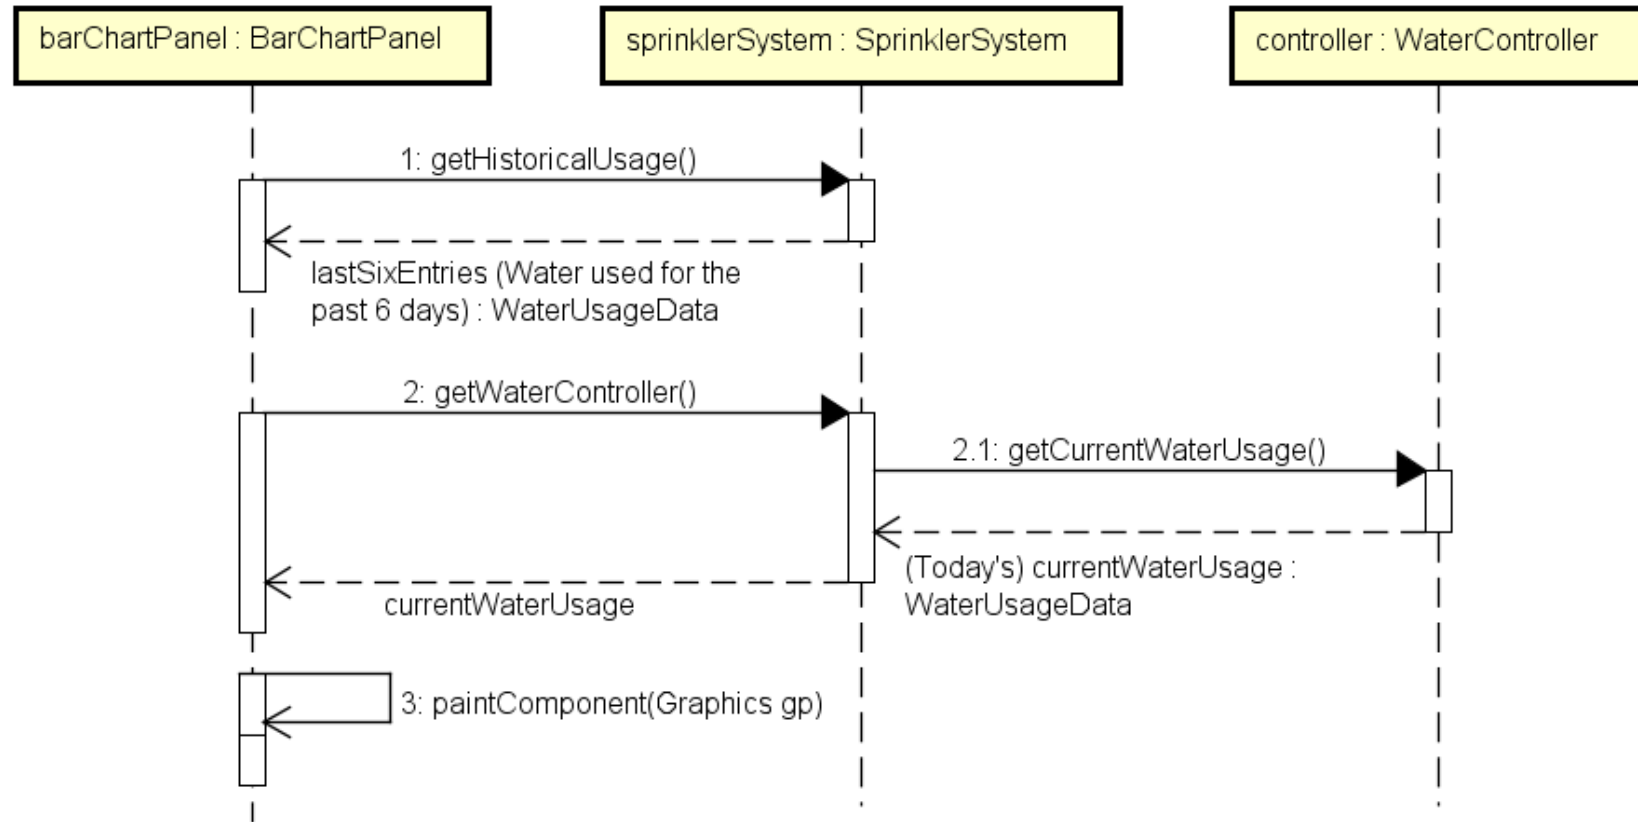 barChartPanel : BarChartPanel
sprinklerSystem : SprinklerSystem
controller : WaterController
1: getHistoricalUsage()
lastSixEntries (Water used for the
past 6 days) : WaterUsageData
2: getWaterController()
2.1: getCurrentWaterUsage()
(Today's) currentWaterUsage :
WaterUsageData
currentWaterUsage
3: paintComponent(Graphics gp)